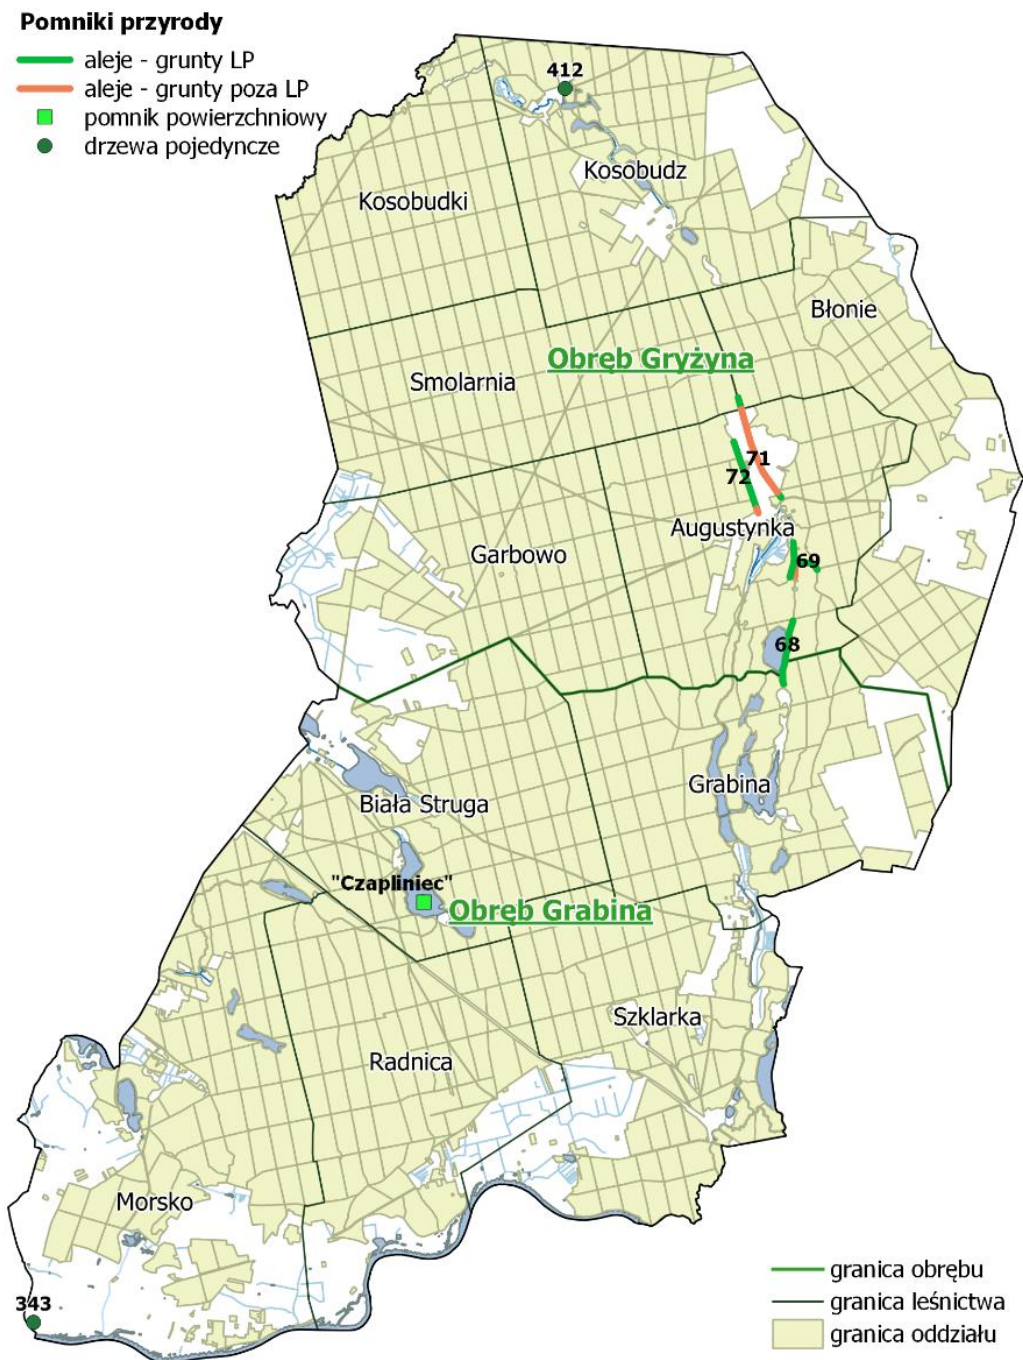 Pomniki przyrody
aleje - grunty LP
aleje - grunty poza LP
pomnik powierzchniowy
drzewa pojedyncze
412
Kosobudz
Kosobudki
Błonie
Obręb Gryżyna
Smolarnia
71
72
Augustynka
Garbowo
69
68
Grabina
Biała Struga
"Czapliniec"
Obręb Grabina
Szklarka
Radnica
Morsko
343
granica obrębu
granica leśnictwa
granica oddziału